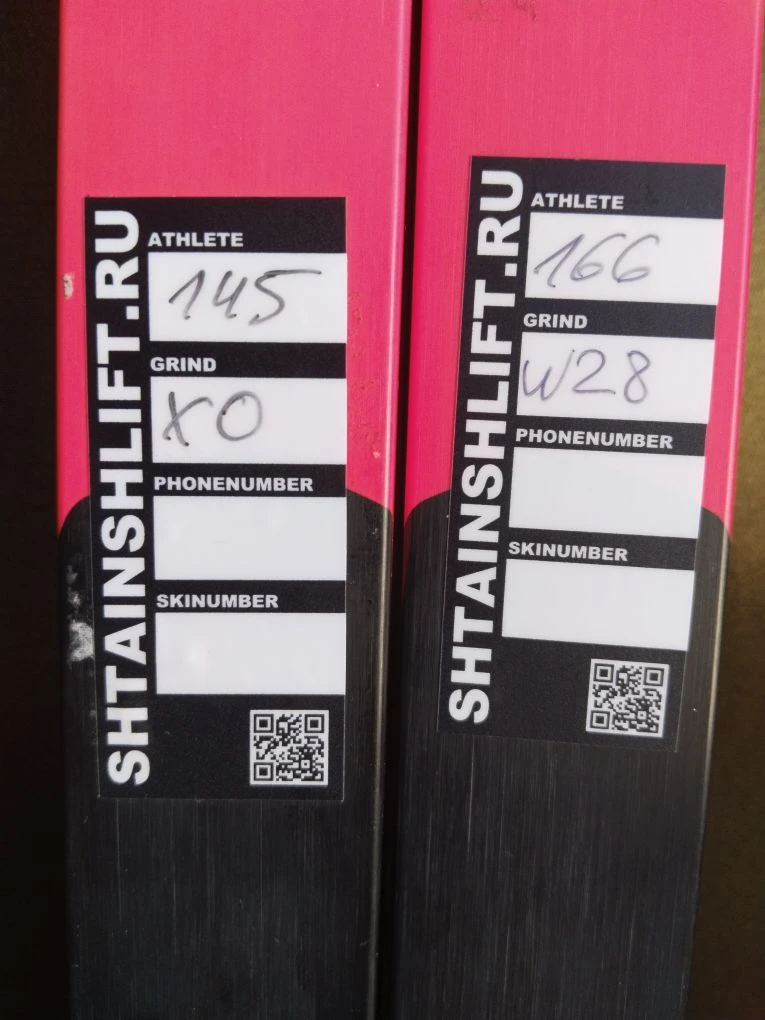 SHTAINSHLIFT.RU
ATHLETE
145
GRIND
XO
PHONENUMBER
SKINUMBER
SHTAINSHLIFT.RU
ATHLETE
166
GRIND
W28
PHONENUMBER
SKINUMBER